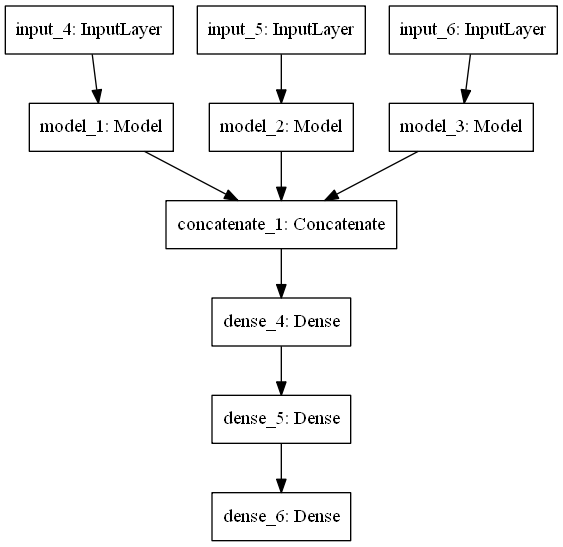 input_4: InputLayer
input_5: InputLayer
input_6: InputLayer
model_1: Model
model_2: Model
model_3: Model
concatenate_1: Concatenate
dense_4: Dense
dense_5: Dense
dense_6: Dense